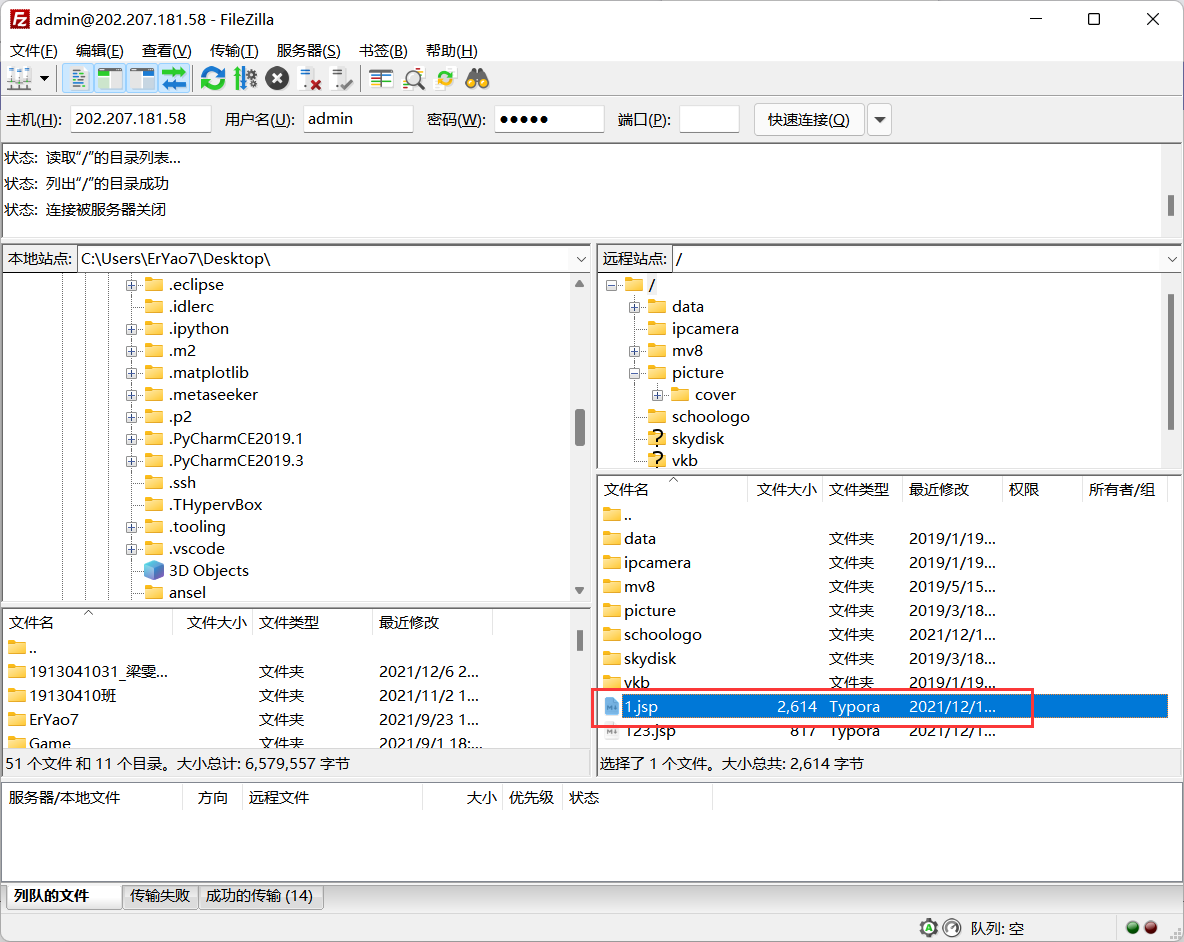 admin@202.207.181.58 - FileZilla
文件(F) 编辑(E) 查看(V) 传输(T) 服务器(S) 书签(B) 帮助(H)
主机(H): 202.207.181.58 用户名(U): admin 密码(W): ●●●●● 端口(P): 快速连接(Q)
状态: 读取“/”的目录列表...
状态: 列出“/”的目录成功
状态: 连接被服务器关闭
本地站点: C:\Users\ErYao7\Desktop\
.eclipse
.idlerc
.ipython
.m2
.matplotlib
.metaseeker
.p2
.PyCharmCE2019.1
.PyCharmCE2019.3
.ssh
.THypervBox
.tooling
.vscode
3D Objects
ansel
文件名 文件大小 文件类型 最近修改
..
1913041031_梁雯... 文件夹 2021/12/6 2...
19130410班 文件夹 2021/11/2 1...
ErYao7 文件夹 2021/9/23 1...
Game 文件夹 2021/9/1 18:...
51 个文件 和 11 个目录。大小总计: 6,579,557 字节
远程站点: /
/
data
ipcamera
mv8
picture
cover
schoologo
skydisk
vkb
文件名 文件大小 文件类型 最近修改 权限 所有者/组
..
data 文件夹 2019/1/19...
ipcamera 文件夹 2019/1/19...
mv8 文件夹 2019/5/15...
picture 文件夹 2019/3/18...
schoologo 文件夹 2021/12/1...
skydisk 文件夹 2019/3/18...
vkb 文件夹 2019/1/19...
1.jsp 2,614 Typora 2021/12/1...
123.jsp 817 Typora 2021/12/1...
选择了 1 个文件。大小总共: 2,614 字节
服务器/本地文件 方向 远程文件 大小 优先级 状态
列队的文件 传输失败 成功的传输 (14)
队列: 空